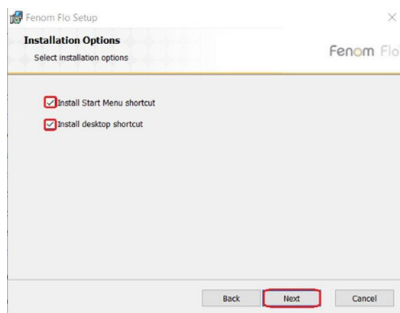 Fenom Flo Setup
Installation Options
Select installation options
Fenom Flo
Install Start Menu shortcut
Install desktop shortcut
Back Next Cancel